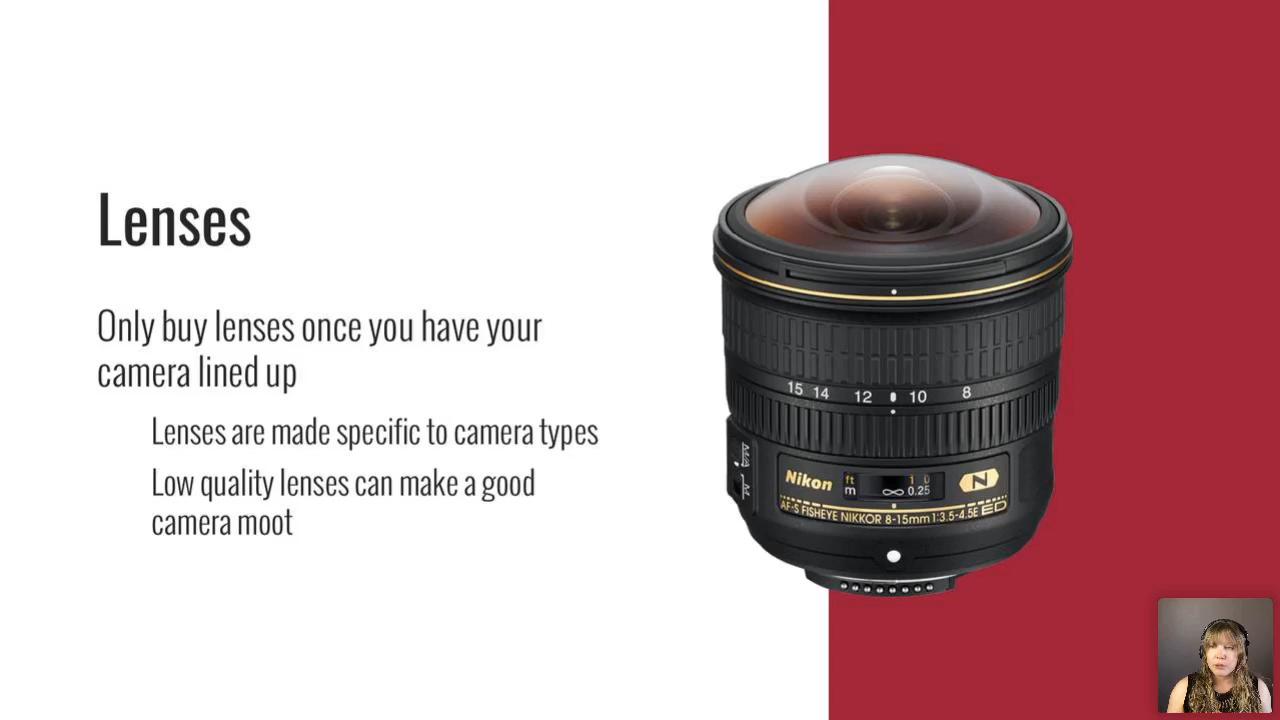 Lenses
Only buy lenses once you have your
camera lined up
Lenses are made specific to camera types
Low quality lenses can make a good
camera moot
15 14 12 10 8
M/A
M
Nikon
ft
m
∞ 0.25
N
AF-S FISHEYE NIKKOR 8-15mm 1:3.5-4.5E ED